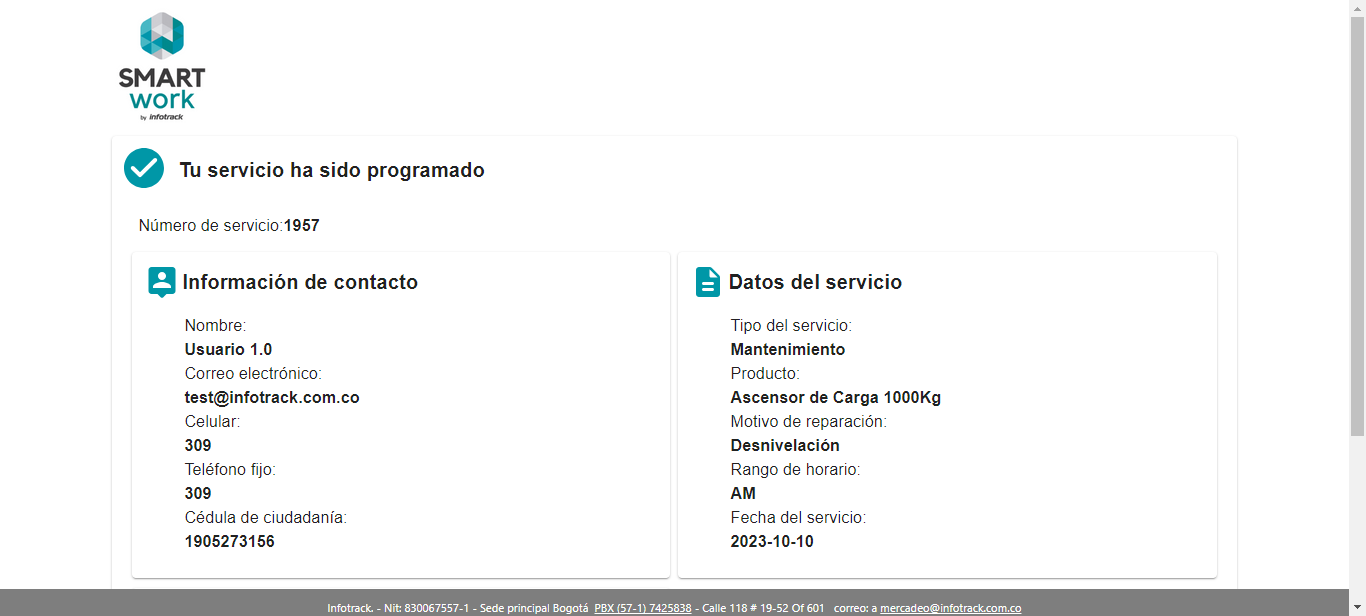 SMART
work
by infotrack
Tu servicio ha sido programado
Número de servicio:1957
Información de contacto
Nombre:
Usuario 1.0
Correo electrónico:
test@infotrack.com.co
Celular:
309
Teléfono fijo:
309
Cédula de ciudadanía:
1905273156
Datos del servicio
Tipo del servicio:
Mantenimiento
Producto:
Ascensor de Carga 1000Kg
Motivo de reparación:
Desnivelación
Rango de horario:
AM
Fecha del servicio:
2023-10-10
Infotrack. - Nit: 830067557-1 - Sede principal Bogotá PBX (57-1) 7425838 - Calle 118 # 19-52 Of 601 correo: a mercadeo@infotrack.com.co